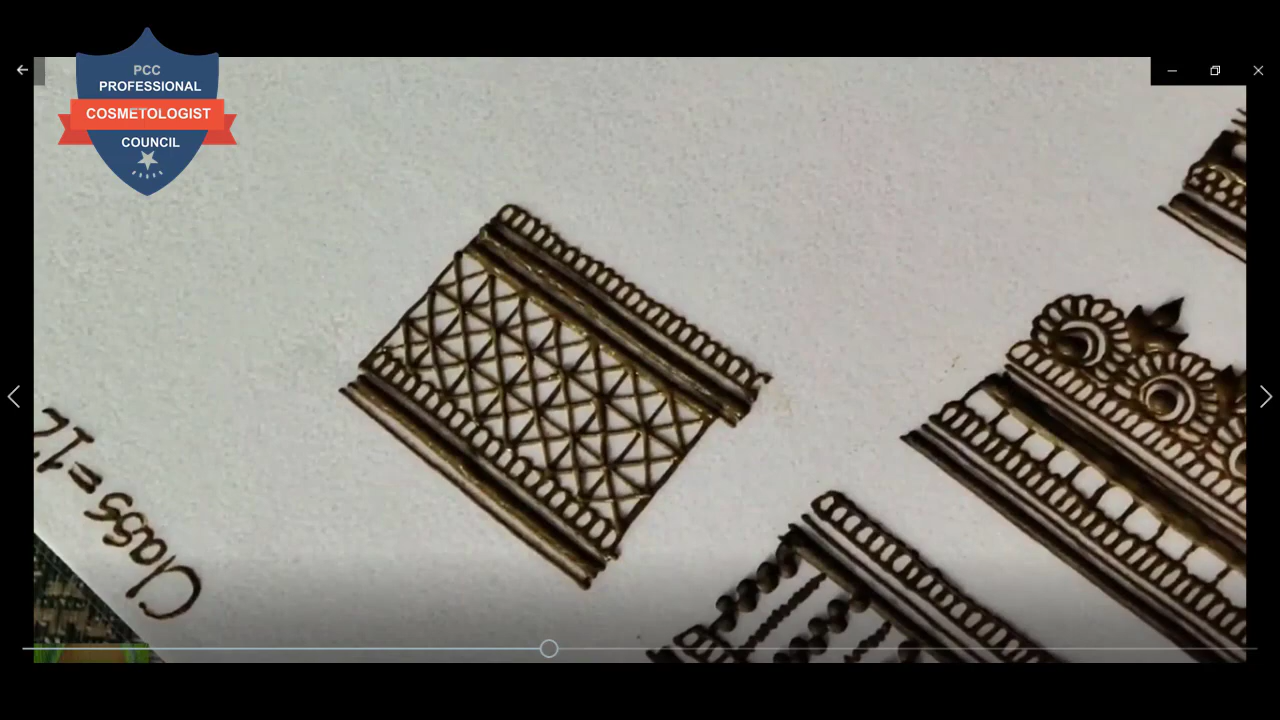 PCC
PROFESSIONAL
COSMETOLOGIST
COUNCIL
Class=12